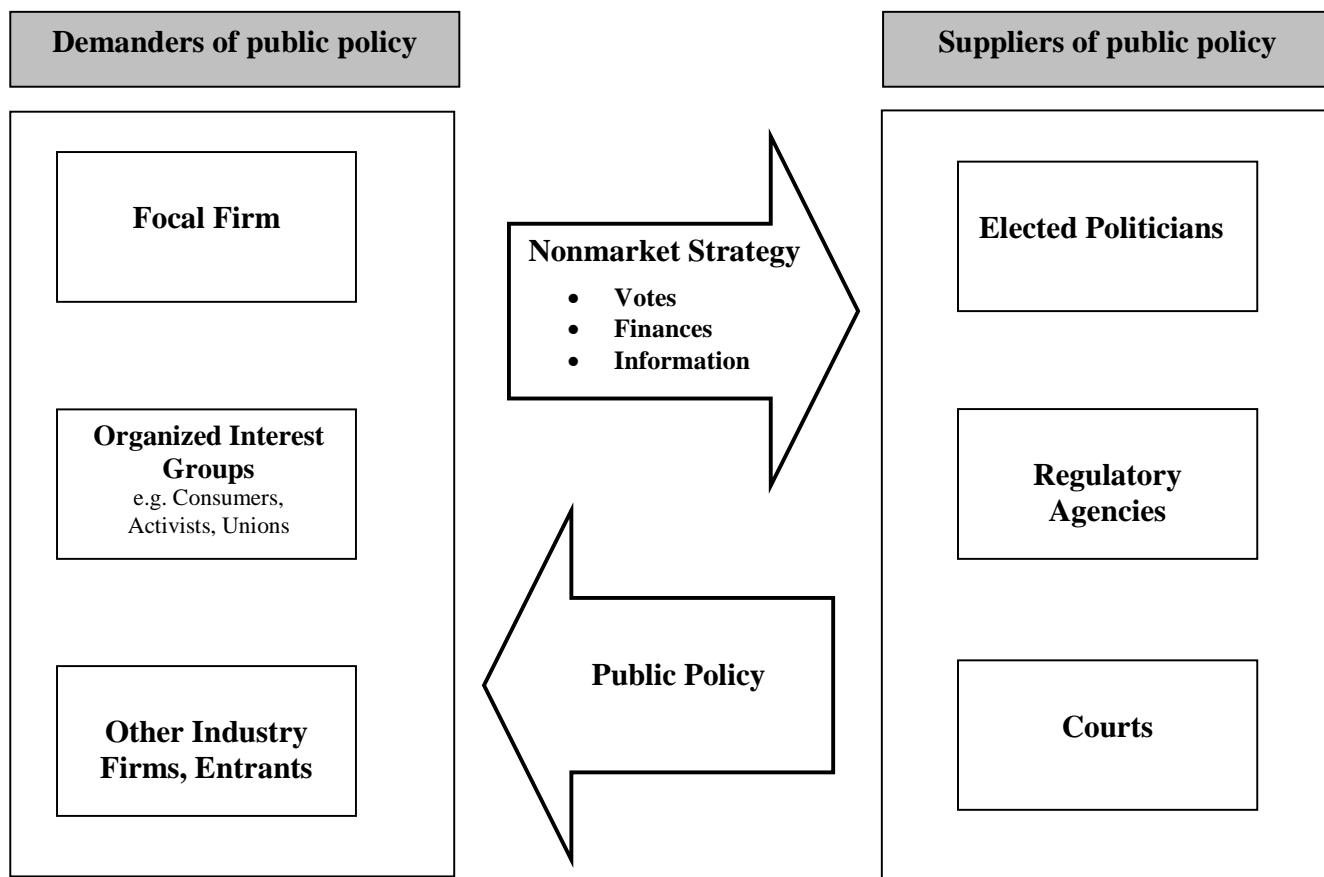 Demanders of public policy
Suppliers of public policy
Focal Firm
Organized Interest
Groups
e.g. Consumers,
Activists, Unions
Other Industry
Firms, Entrants
Nonmarket Strategy
• Votes
• Finances
• Information
Public Policy
Elected Politicians
Regulatory
Agencies
Courts